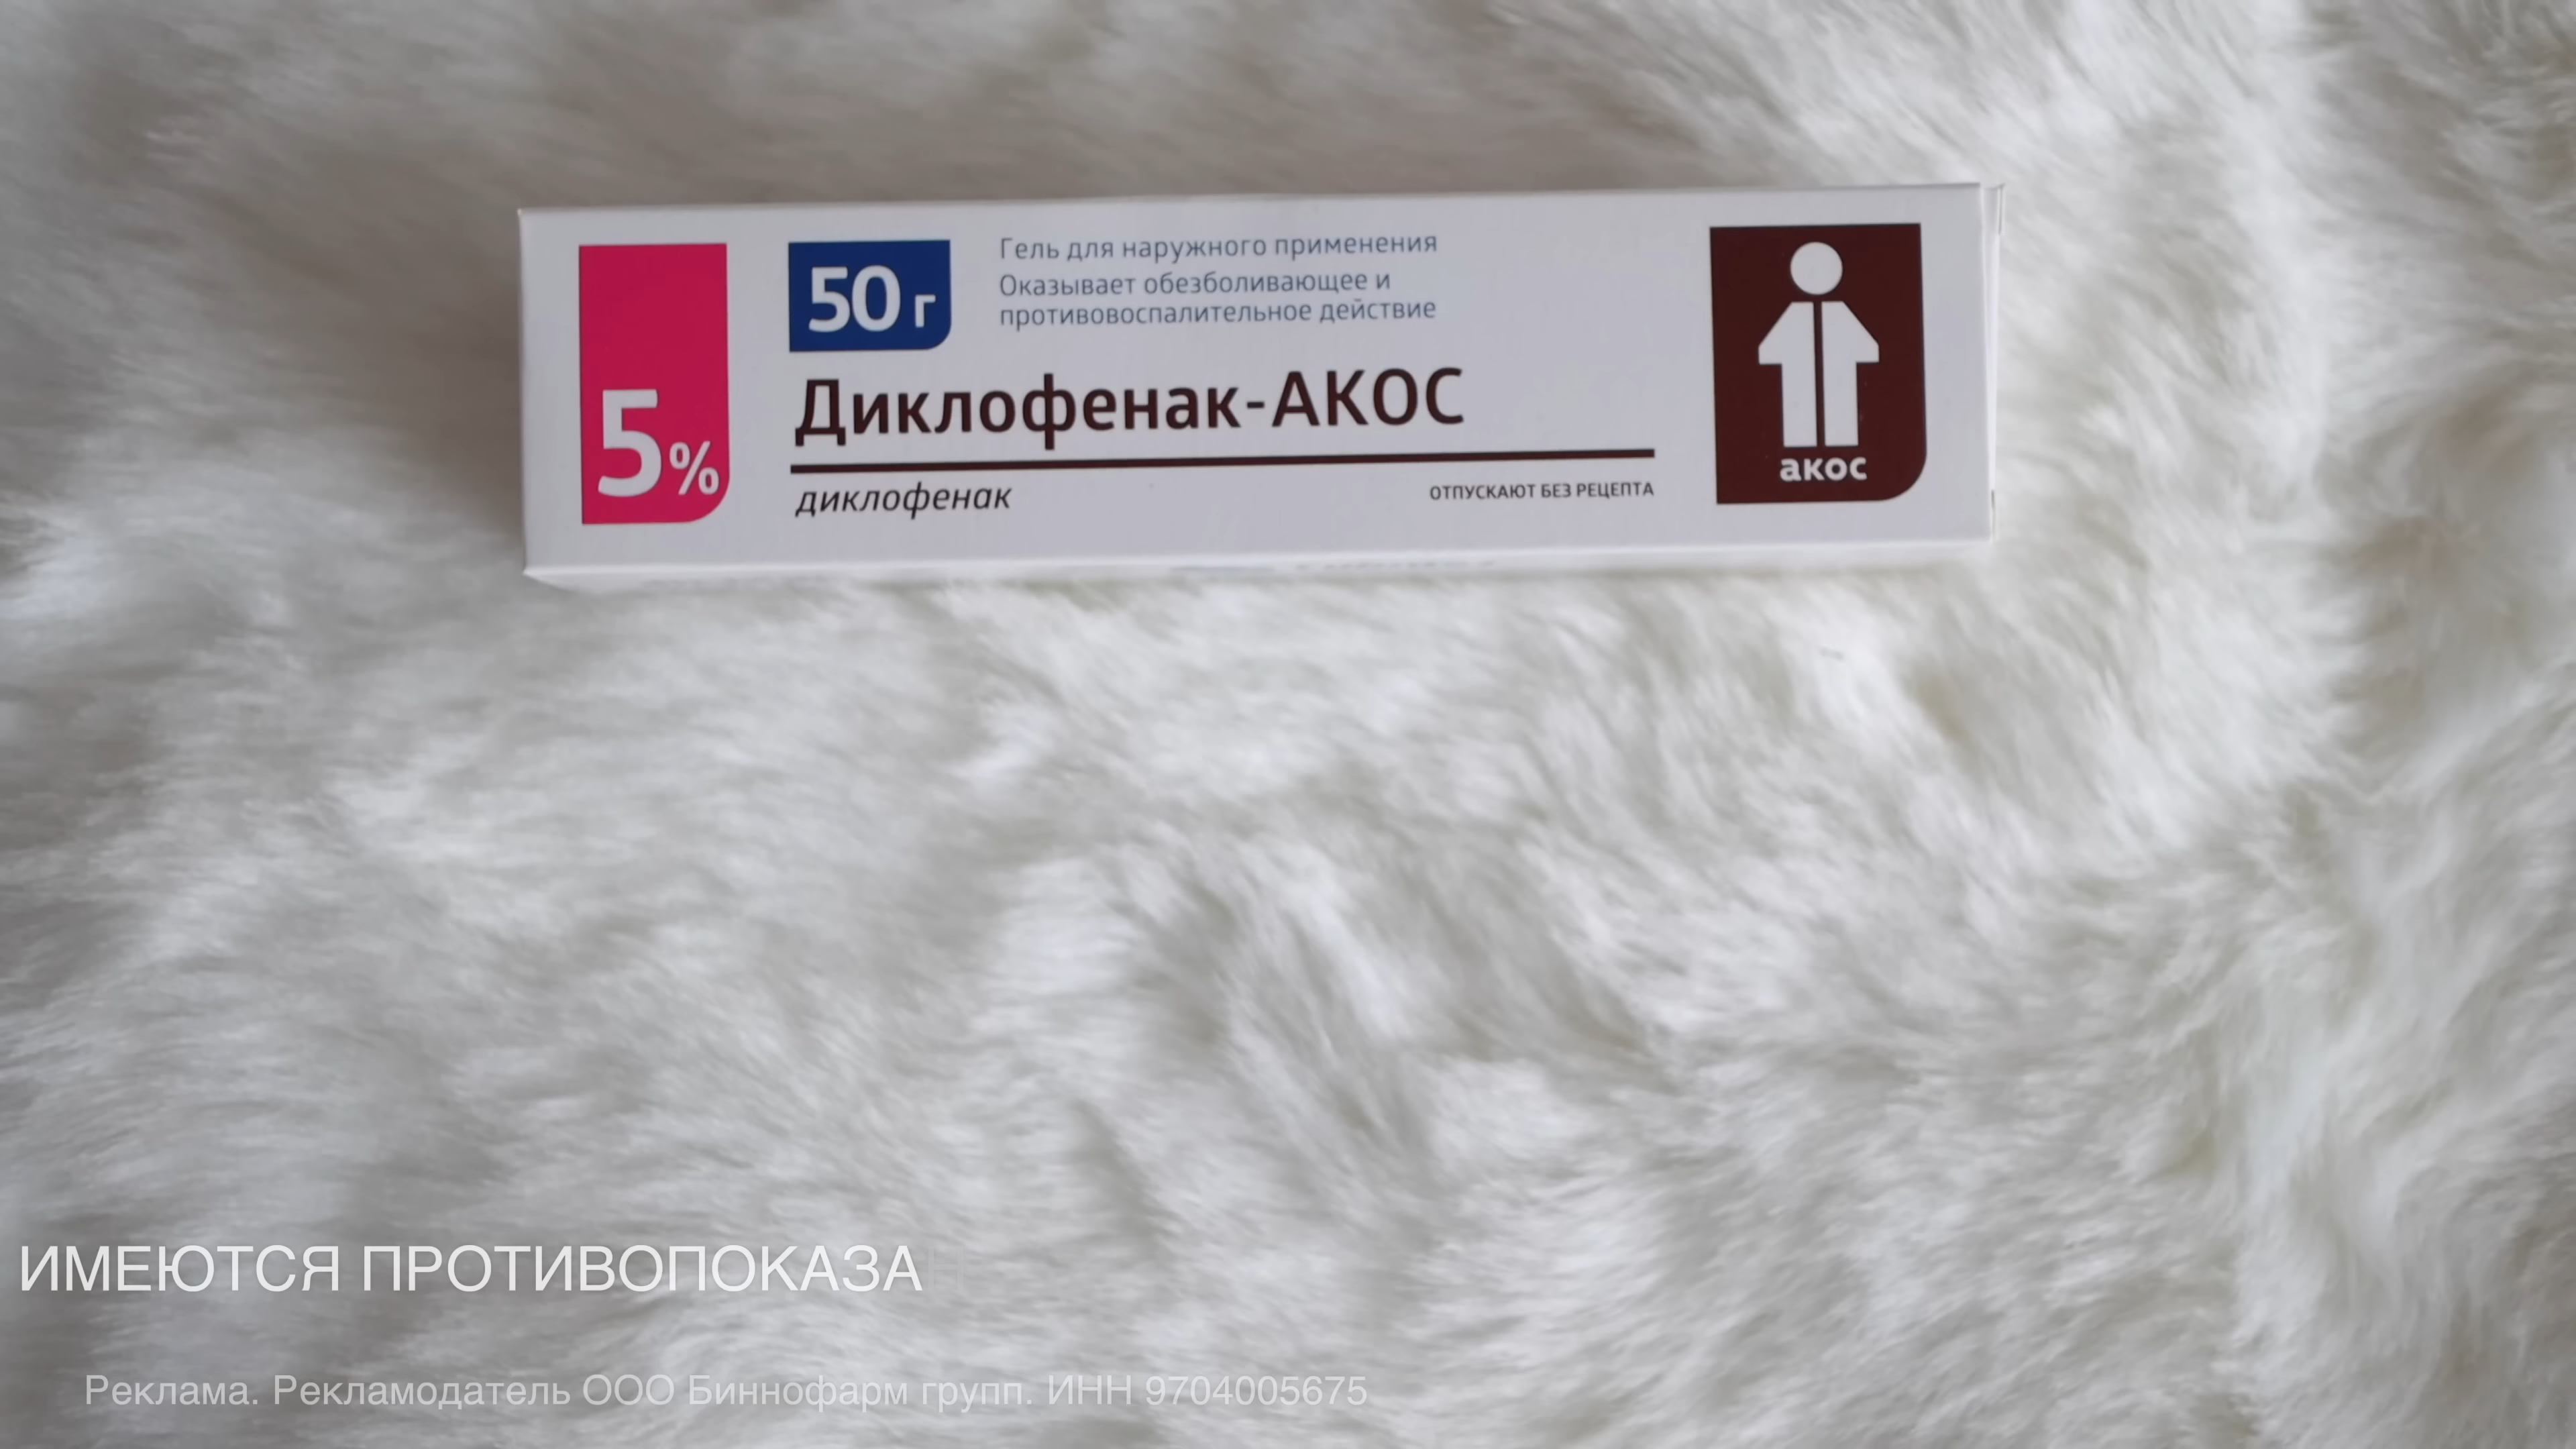 5%
50 г
Гель для наружного применения
Оказывает обезболивающее и
противовоспалительное действие
Диклофенак-АКОС
диклофенак
ОТПУСКАЮТ БЕЗ РЕЦЕПТА
акос
ИМЕЮТСЯ ПРОТИВОПОКАЗАН
Реклама. Рекламодатель ООО Биннофарм групп. ИНН 9704005675